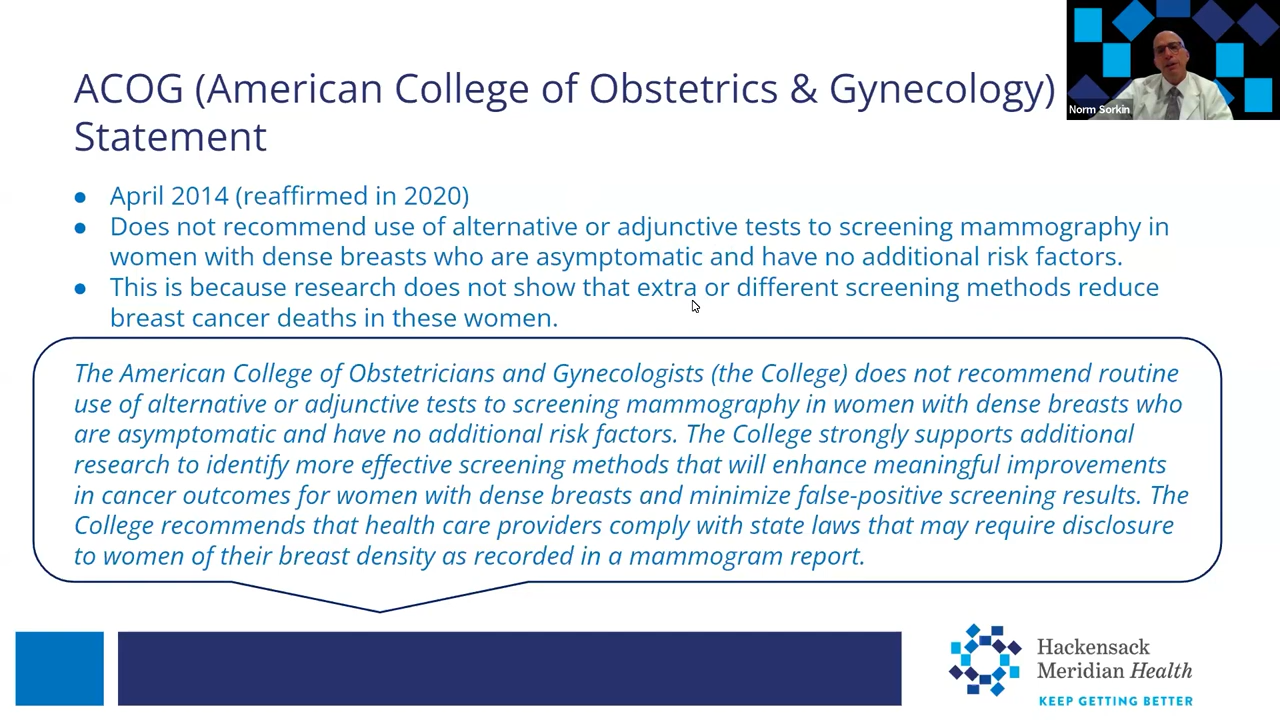 ACOG (American College of Obstetrics & Gynecology)
Statement
Norm Sorkin
● April 2014 (reaffirmed in 2020)
● Does not recommend use of alternative or adjunctive tests to screening mammography in
women with dense breasts who are asymptomatic and have no additional risk factors.
● This is because research does not show that extra or different screening methods reduce
breast cancer deaths in these women.
The American College of Obstetricians and Gynecologists (the College) does not recommend routine
use of alternative or adjunctive tests to screening mammography in women with dense breasts who
are asymptomatic and have no additional risk factors. The College strongly supports additional
research to identify more effective screening methods that will enhance meaningful improvements
in cancer outcomes for women with dense breasts and minimize false-positive screening results. The
College recommends that health care providers comply with state laws that may require disclosure
to women of their breast density as recorded in a mammogram report.
Hackensack
Meridian Health
KEEP GETTING BETTER